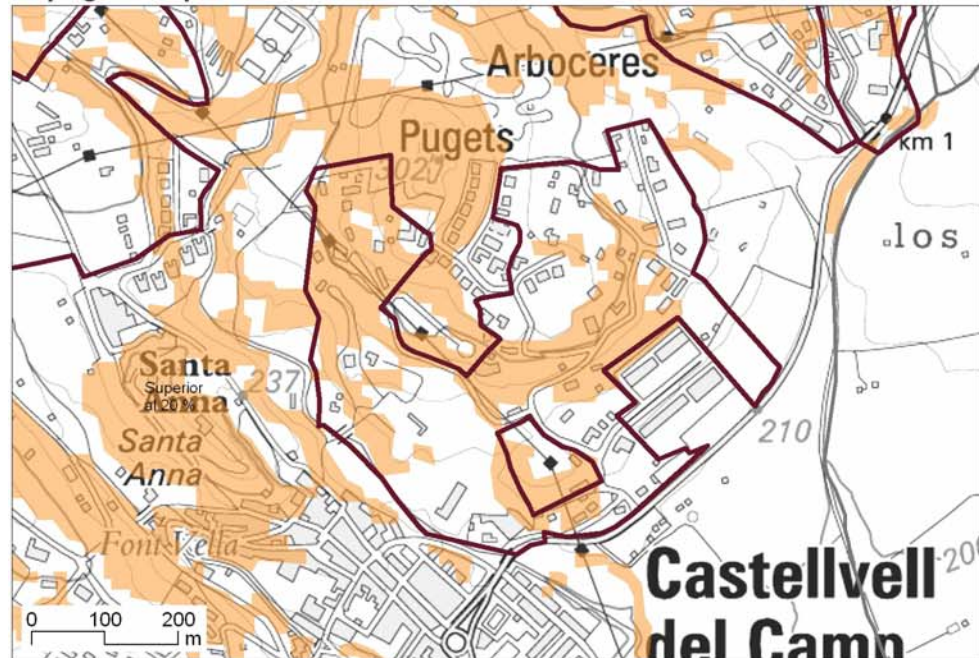 Arboceres
Pugets
302
km 1
los
Santa
Anna
237
Superior
al 20 %
Santa
Anna
210
Font Vella
200
Castellvell
del Camp
0 100 200
m